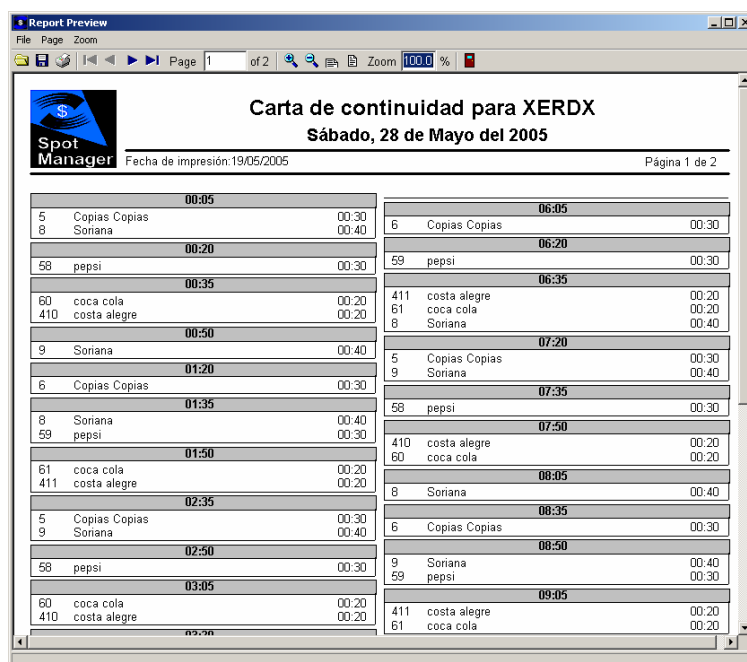 Report Preview
File Page Zoom
Page 1 of 2 Zoom 100.0 %
$
Spot
Manager
Carta de continuidad para XERDX
Sábado, 28 de Mayo del 2005
Fecha de impresión:19/05/2005
Página 1 de 2
00:05
5 Copias Copias 00:30
8 Soriana 00:40
00:20
58 pepsi 00:30
00:35
60 coca cola 00:20
410 costa alegre 00:20
00:50
9 Soriana 00:40
01:20
6 Copias Copias 00:30
01:35
8 Soriana 00:40
59 pepsi 00:30
01:50
61 coca cola 00:20
411 costa alegre 00:20
02:35
5 Copias Copias 00:30
9 Soriana 00:40
02:50
58 pepsi 00:30
03:05
60 coca cola 00:20
410 costa alegre 00:20
03:20
06:05
6 Copias Copias 00:30
06:20
59 pepsi 00:30
06:35
411 costa alegre 00:20
61 coca cola 00:20
8 Soriana 00:40
07:20
5 Copias Copias 00:30
9 Soriana 00:40
07:35
58 pepsi 00:30
07:50
410 costa alegre 00:20
60 coca cola 00:20
08:05
8 Soriana 00:40
08:35
6 Copias Copias 00:30
08:50
9 Soriana 00:40
59 pepsi 00:30
09:05
411 costa alegre 00:20
61 coca cola 00:20